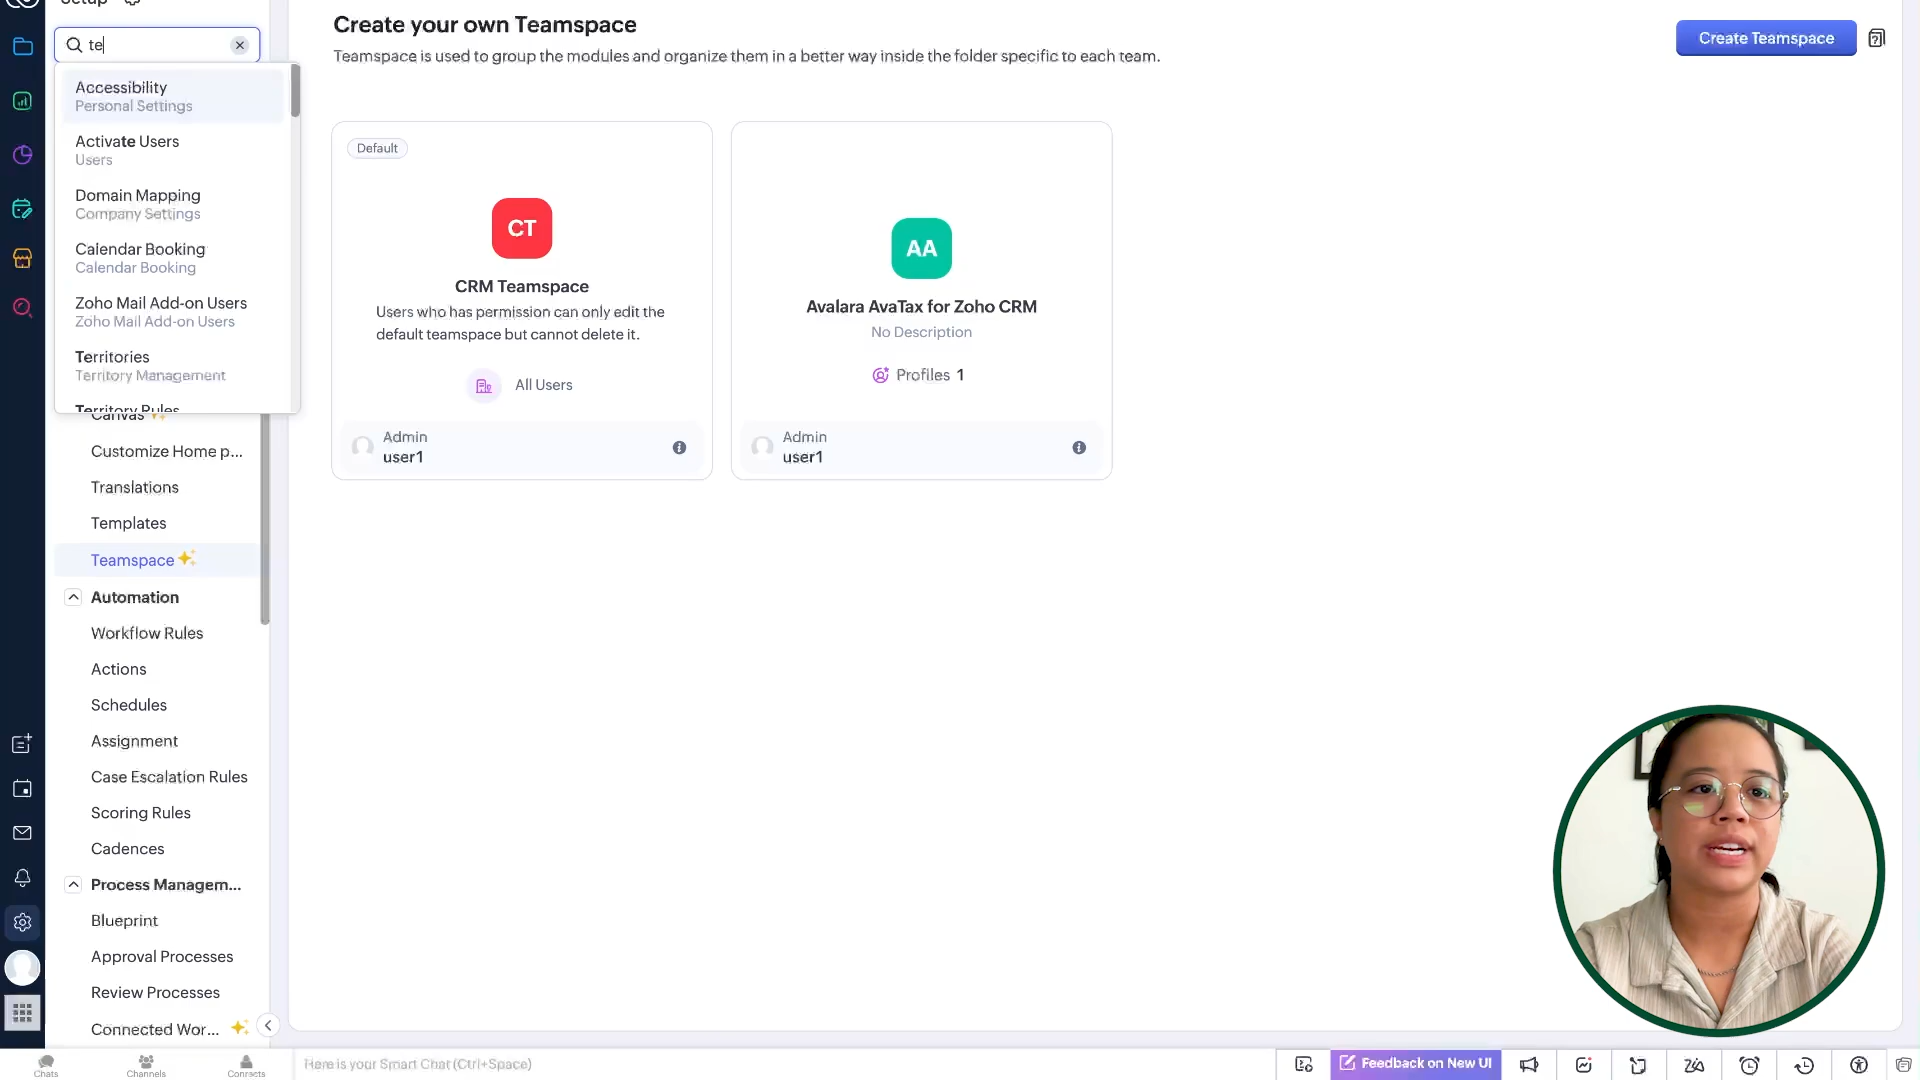 Setup
te
Accessibility
Personal Settings
Activate Users
Users
Domain Mapping
Company Settings
Calendar Booking
Calendar Booking
Zoho Mail Add-on Users
Zoho Mail Add-on Users
Territories
Territory Management
Territory Rules
Canvas
Customize Home p...
Translations
Templates
Teamspace
Automation
Workflow Rules
Actions
Schedules
Assignment
Case Escalation Rules
Scoring Rules
Cadences
Process Managem...
Blueprint
Approval Processes
Review Processes
Connected Wor...
Create your own Teamspace
Teamspace is used to group the modules and organize them in a better way inside the folder specific to each team.
Create Teamspace
Default
CT
CRM Teamspace
Users who has permission can only edit the
default teamspace but cannot delete it.
All Users
Admin
user1
AA
Avalara AvaTax for Zoho CRM
No Description
Profiles 1
Admin
user1
Chats
Channels
Connects
Here is your Smart Chat (Ctrl+Space)
Feedback on New UI